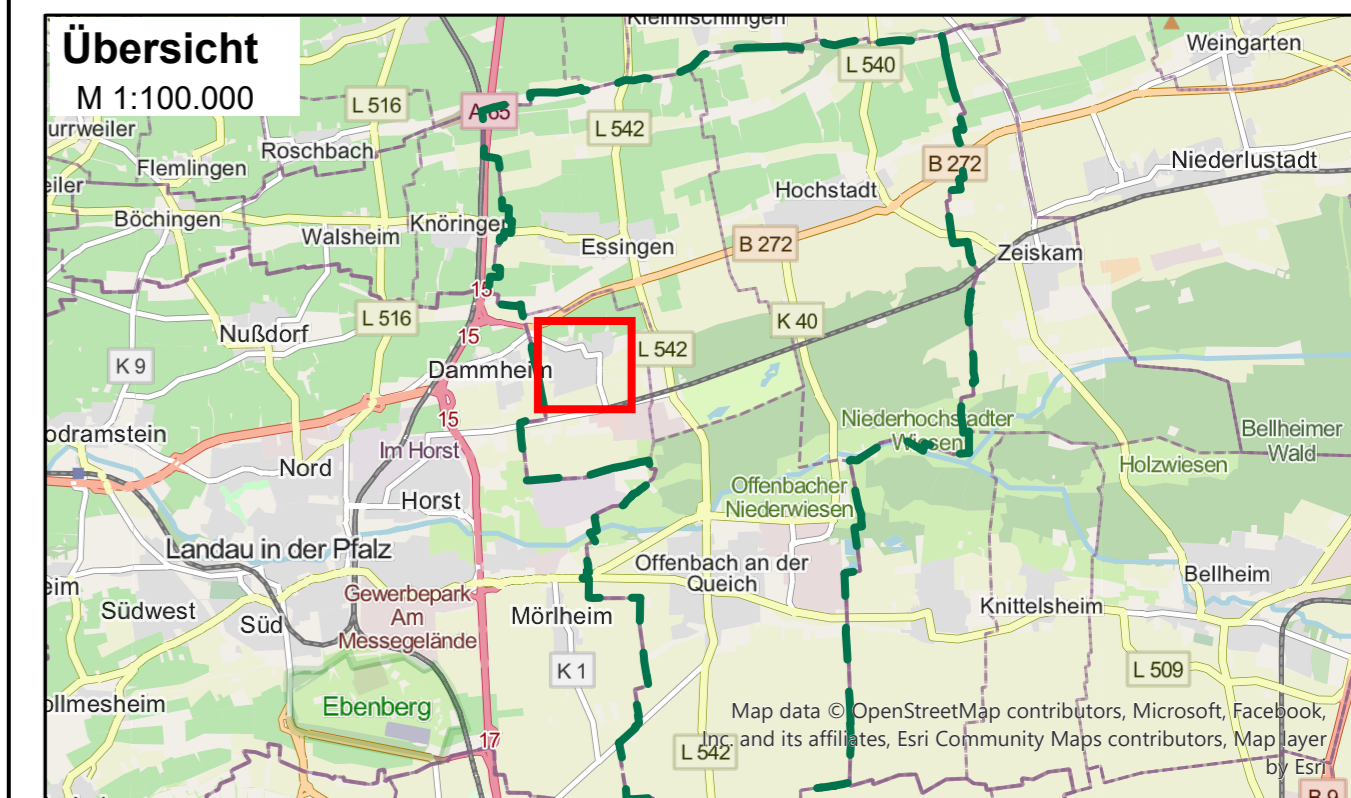 Übersicht
M 1:100.000
Kleinfischlingen
Weingarten
L 540
L 516
A 65
L 542
urrweiler
Roschbach
Flemlingen
B 272
Niederlustadt
eiler
Hochstadt
Böchingen
Knöringen
Walsheim
Essingen
B 272
Zeiskam
15
L 516
K 40
Nußdorf
15
L 542
K 9
Dammheim
15
Niederhochstadter
Wiesen
odramstein
Im Horst
Bellheimer
Wald
Nord
Holzwiesen
Offenbacher
Niederwiesen
Horst
Landau in der Pfalz
Offenbach an der
Queich
Bellheim
eim
Gewerbepark
Am
Messegelände
Südwest
Süd
Mörlheim
Knittelsheim
K 1
L 509
ollmesheim
Ebenberg
17
L 542
Map data © OpenStreetMap contributors, Microsoft, Facebook,
Inc. and its affiliates, Esri Community Maps contributors, Map layer
by Esri
B 9